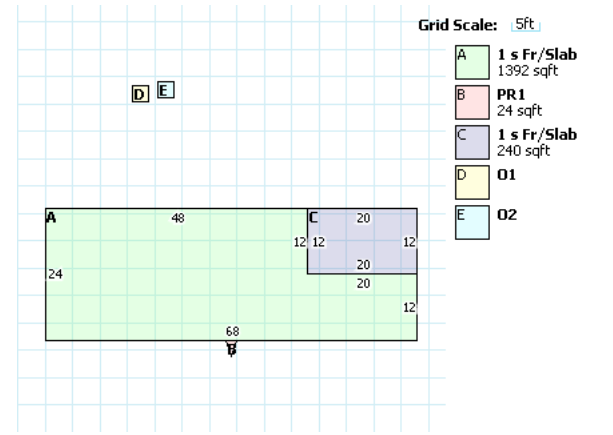 Grid Scale: 5ft
A 1 s Fr/Slab
1392 sqft
B PR1
24 sqft
C 1 s Fr/Slab
240 sqft
D O1
E O2
D E
A 48 C 20
12 12 12
24 20
20
12
68
B